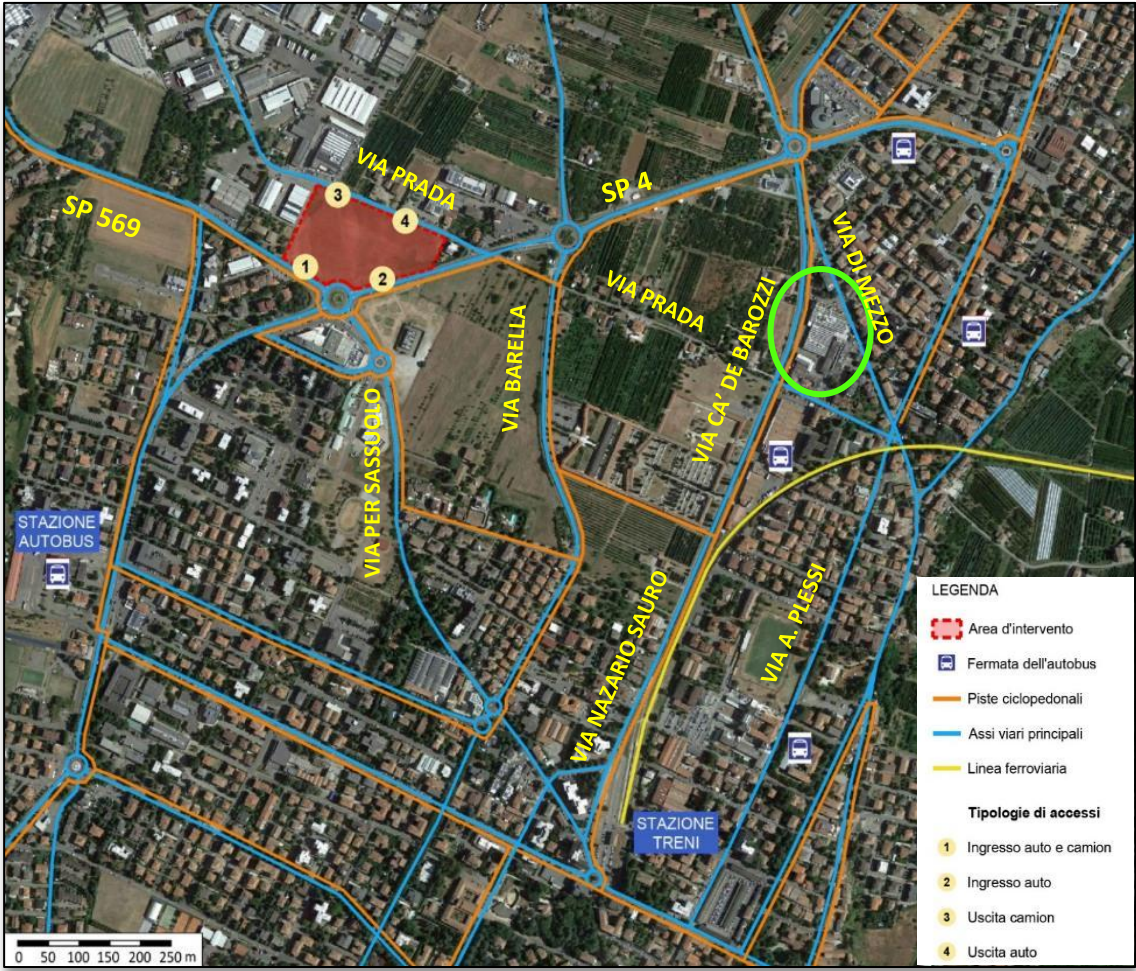 VIA PRADA
SP 4
SP 569
3
4
1
2
VIA DI MEZZO
VIA PRADA
VIA CA' DE BAROZZI
VIA BARELLA
VIA PER SASSUOLO
STAZIONE
AUTOBUS
VIA NAZARIO SAURO
VIA A. PLESSI
STAZIONE
TRENI
LEGENDA
Area d'intervento
Fermata dell'autobus
Piste ciclopedonali
Assi viari principali
Linea ferroviaria
Tipologie di accessi
1 Ingresso auto e camion
2 Ingresso auto
3 Uscita camion
4 Uscita auto
0 50 100 150 200 250 m